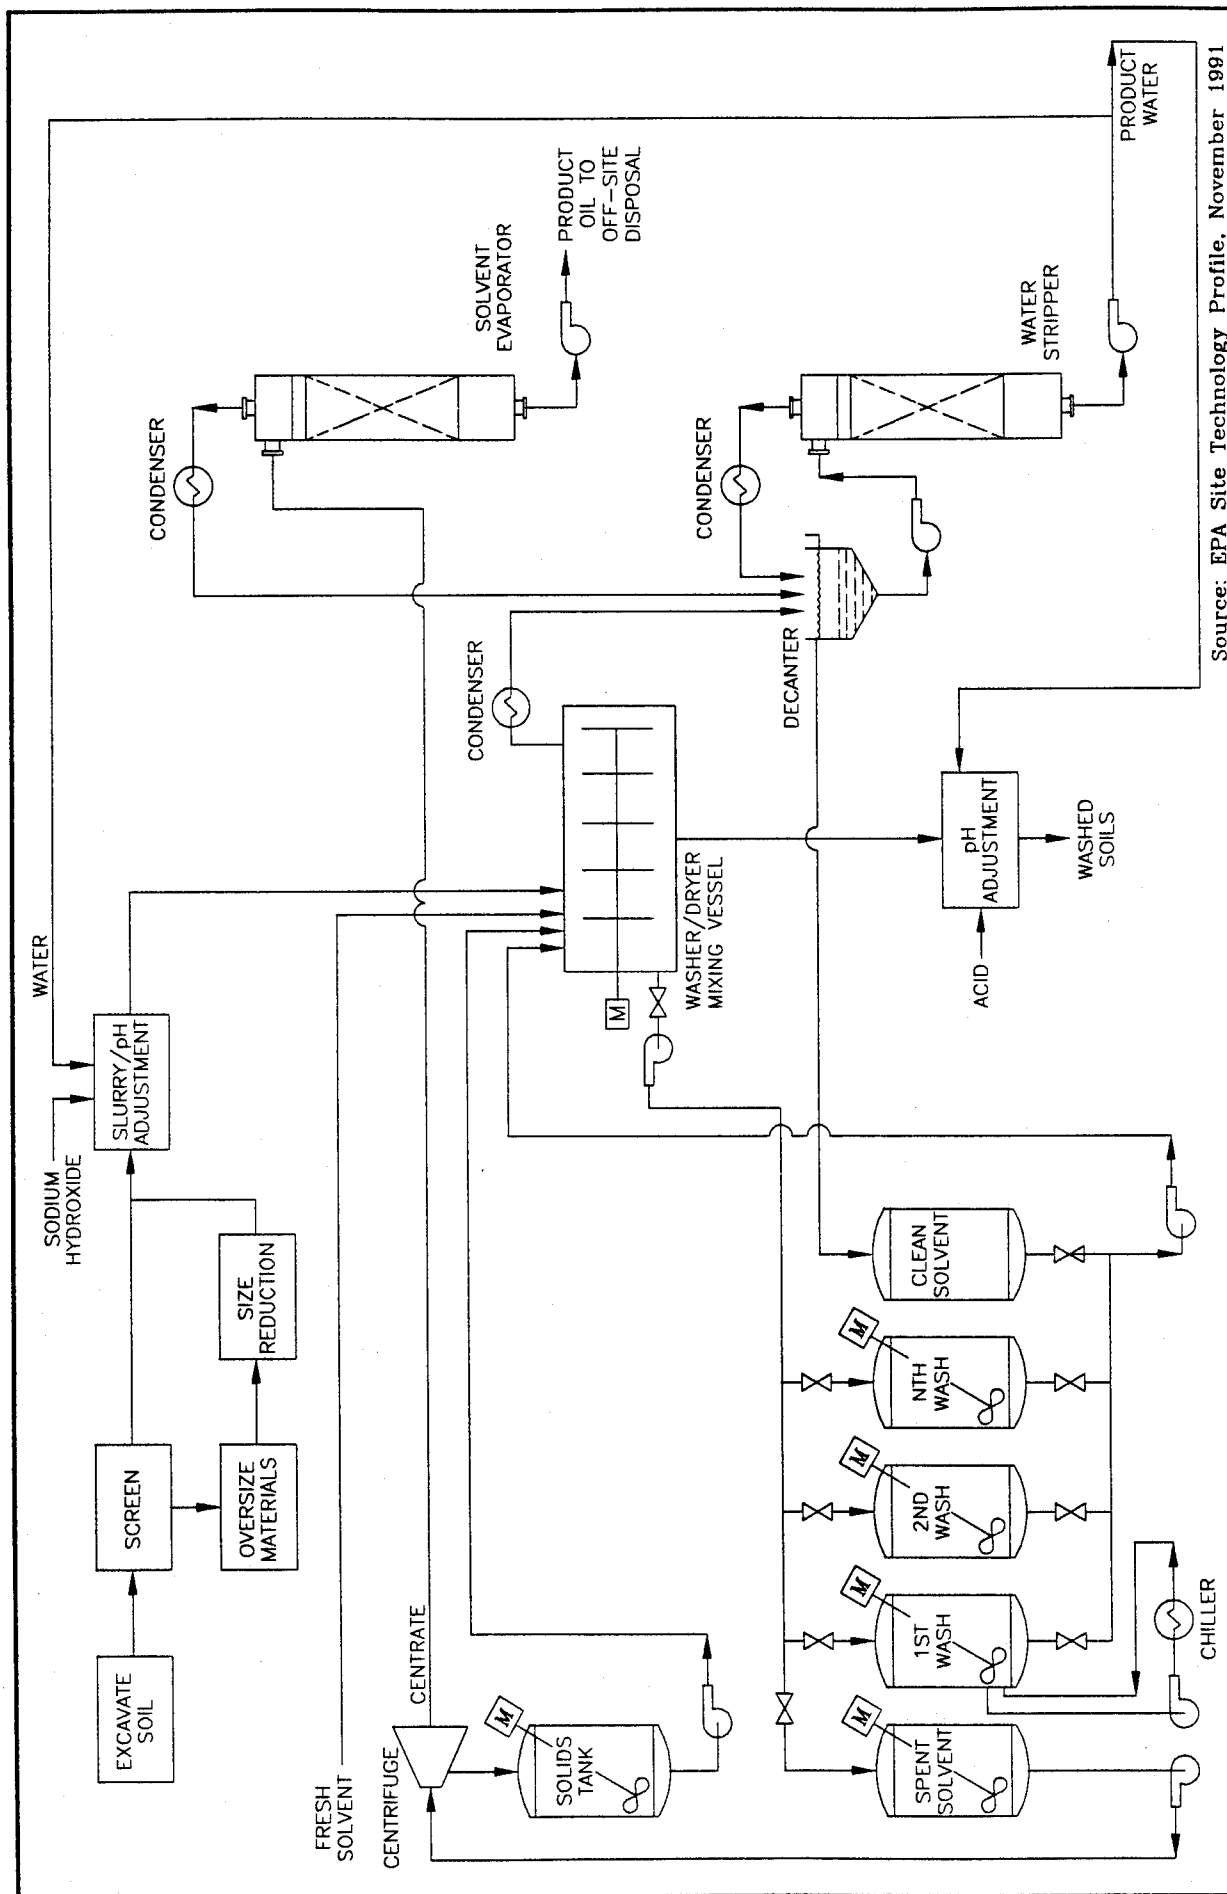 EXCAVATE
SOIL
SCREEN
OVERSIZE
MATERIALS
SIZE
REDUCTION
SODIUM
HYDROXIDE
WATER
SLURRY/pH
ADJUSTMENT
FRESH
SOLVENT
CENTRIFUGE
CENTRATE
SOLIDS
TANK
M
CONDENSER
SOLVENT
EVAPORATOR
PRODUCT
OIL TO
OFF-SITE
DISPOSAL
CONDENSER
M
WASHER/DRYER
MIXING VESSEL
DECANTER
CONDENSER
WATER
STRIPPER
PRODUCT
WATER
SPENT
SOLVENT
M
1ST
WASH
M
2ND
WASH
M
NTH
WASH
M
CLEAN
SOLVENT
CHILLER
ACID
pH
ADJUSTMENT
WASHED
SOILS
Source: EPA Site Technology Profile, November 1991